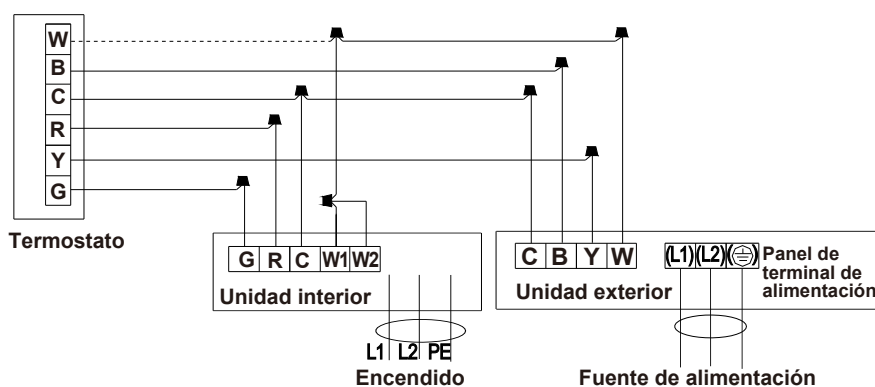 W
B
C
R
Y
G
Termostato
G R C W1 W2
Unidad interior
L1 L2 PE
Encendido
C B Y W
Unidad exterior
(L1) (L2) (⏚)
Panel de
terminal de
alimentación
Fuente de alimentación